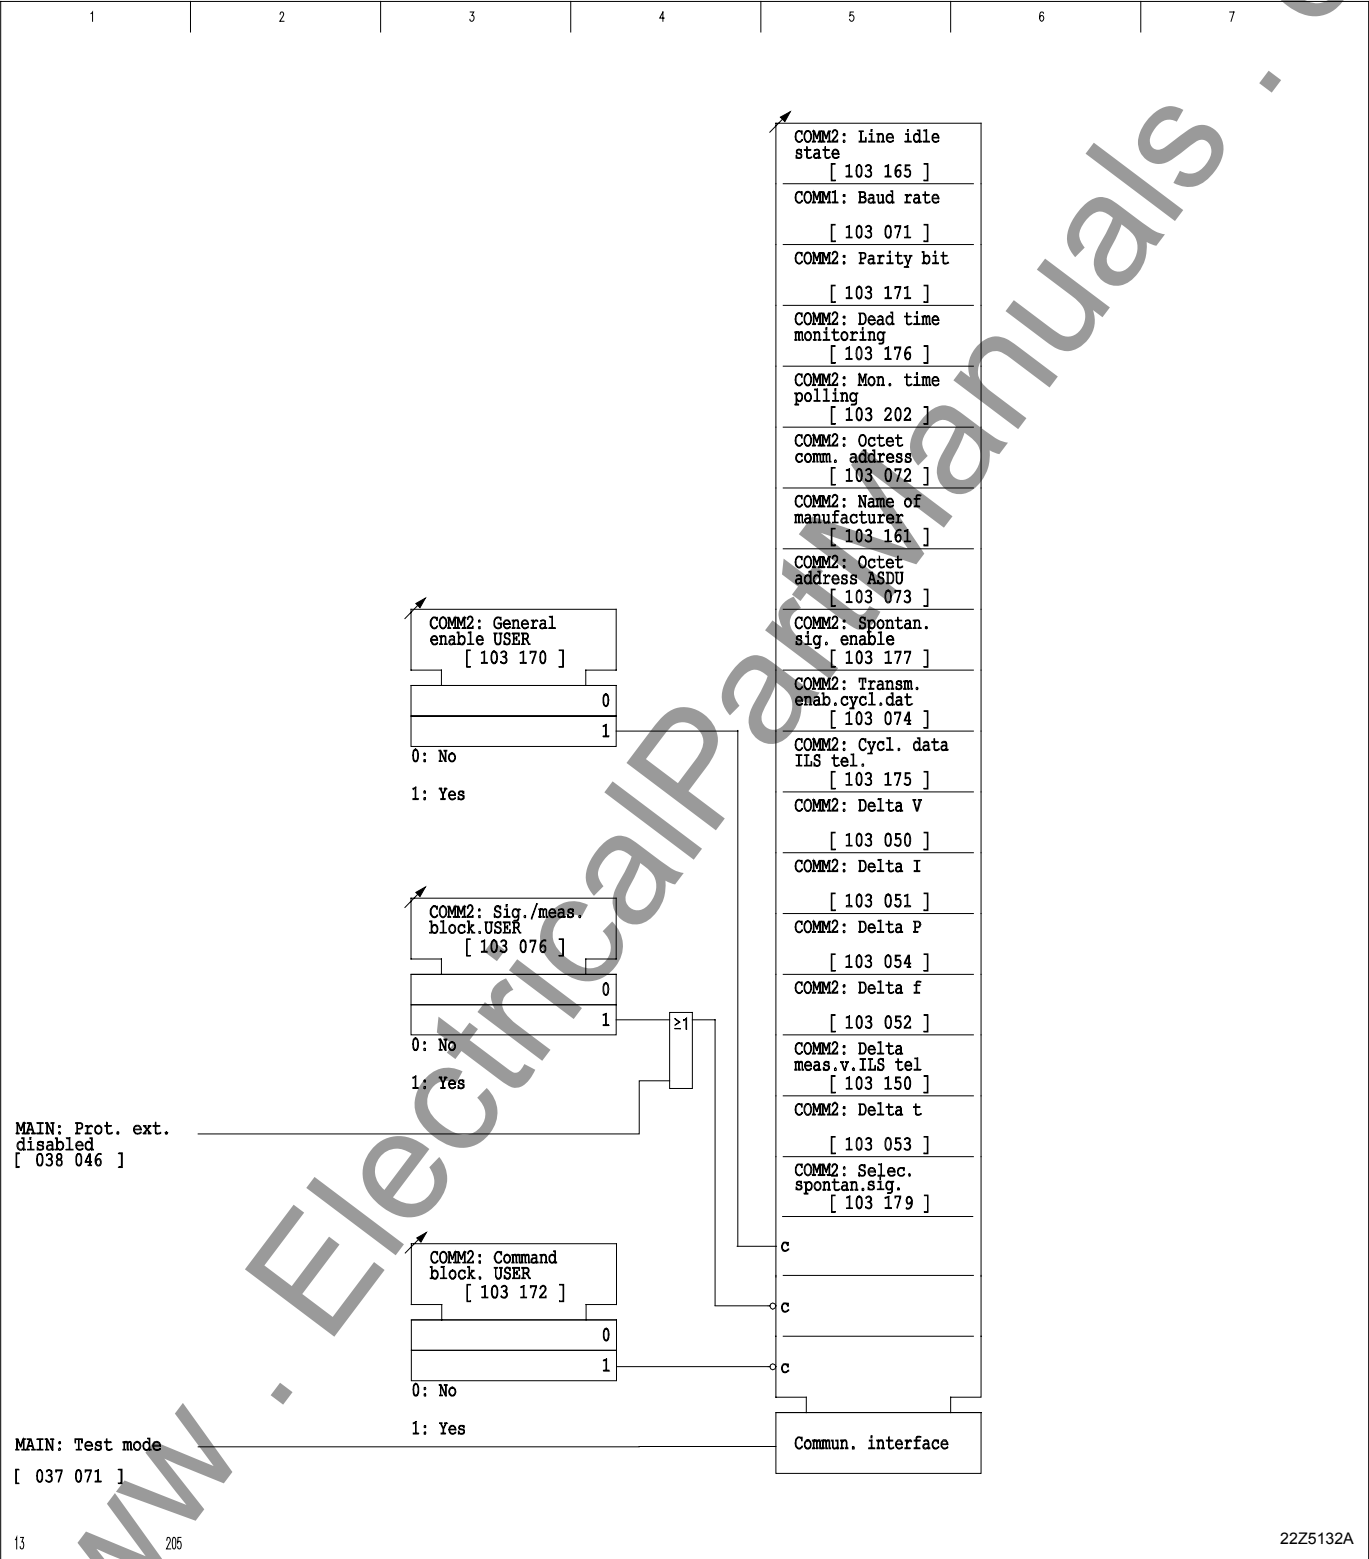 1 2 3 4 5 6 7
COMM2: Line idle
state
[ 103 165 ]
COMM1: Baud rate
[ 103 071 ]
COMM2: Parity bit
[ 103 171 ]
COMM2: Dead time
monitoring
[ 103 176 ]
COMM2: Mon. time
polling
[ 103 202 ]
COMM2: Octet
comm. address
[ 103 072 ]
COMM2: Name of
manufacturer
[ 103 161 ]
COMM2: Octet
address ASDU
[ 103 073 ]
COMM2: Spontan.
sig. enable
[ 103 177 ]
COMM2: Transm.
enab.cycl.dat
[ 103 074 ]
COMM2: Cycl. data
ILS tel.
[ 103 175 ]
COMM2: Delta V
[ 103 050 ]
COMM2: Delta I
[ 103 051 ]
COMM2: Delta P
[ 103 054 ]
COMM2: Delta f
[ 103 052 ]
COMM2: Delta
meas.v.ILS tel
[ 103 150 ]
COMM2: Delta t
[ 103 053 ]
COMM2: Selec.
spontan.sig.
[ 103 179 ]
C
C
C
Commun. interface
COMM2: General
enable USER
[ 103 170 ]
0
1
0: No
1: Yes
COMM2: Sig./meas.
block.USER
[ 103 076 ]
0
1
0: No
1: Yes
≥1
MAIN: Prot. ext.
disabled
[ 038 046 ]
COMM2: Command
block. USER
[ 103 172 ]
0
1
0: No
1: Yes
MAIN: Test mode
[ 037 071 ]
13 205
22Z5132A
ww . ElectricalPartManuals .